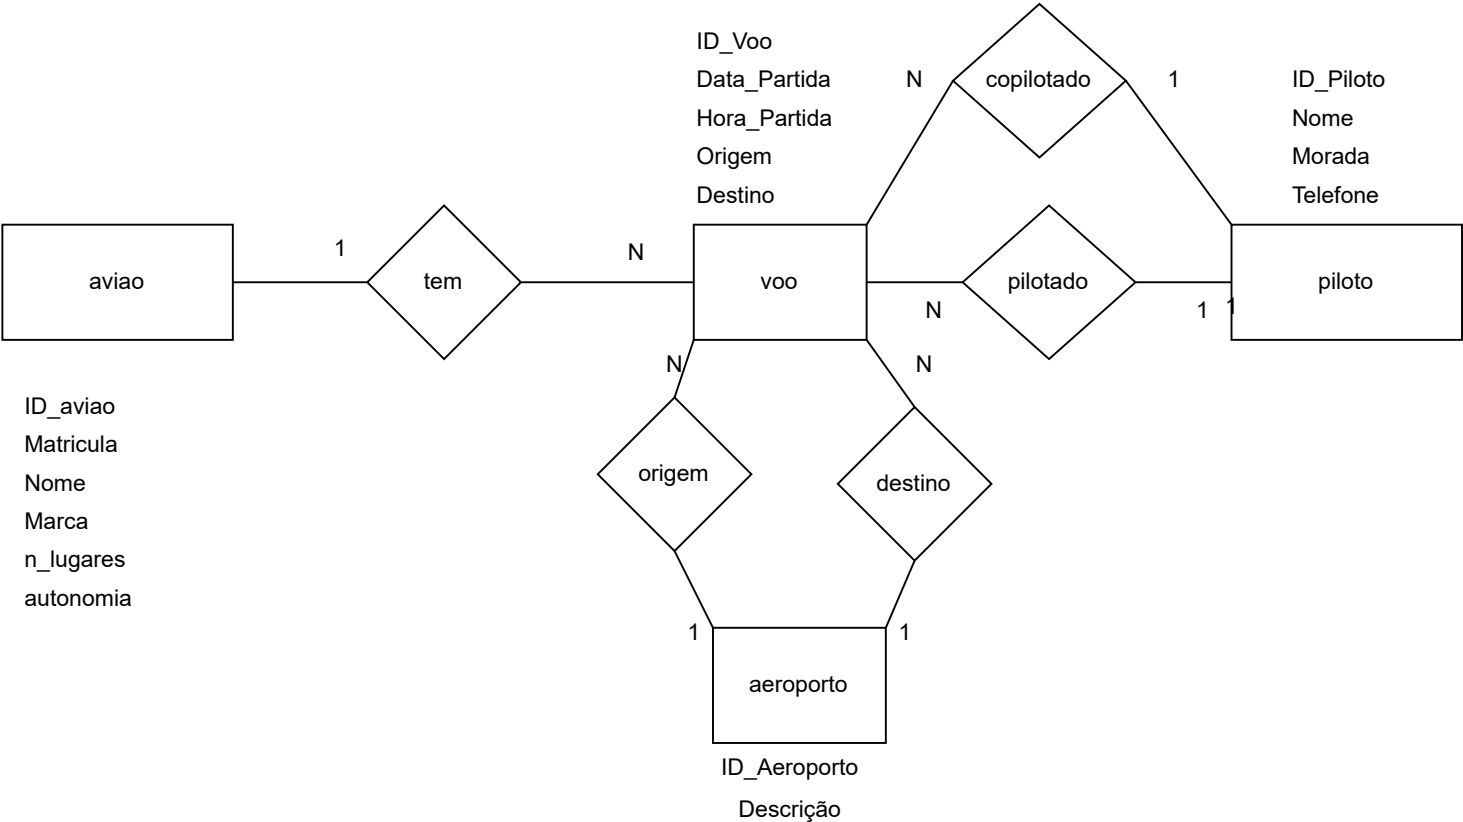 ID_Voo
Data_Partida
Hora_Partida
Origem
Destino
N
copilotado
1
ID_Piloto
Nome
Morada
Telefone
aviao
1
tem
N
voo
N
pilotado
1
1
piloto
ID_aviao
Matricula
Nome
Marca
n_lugares
autonomia
N
origem
1
N
destino
1
aeroporto
ID_Aeroporto
Descrição